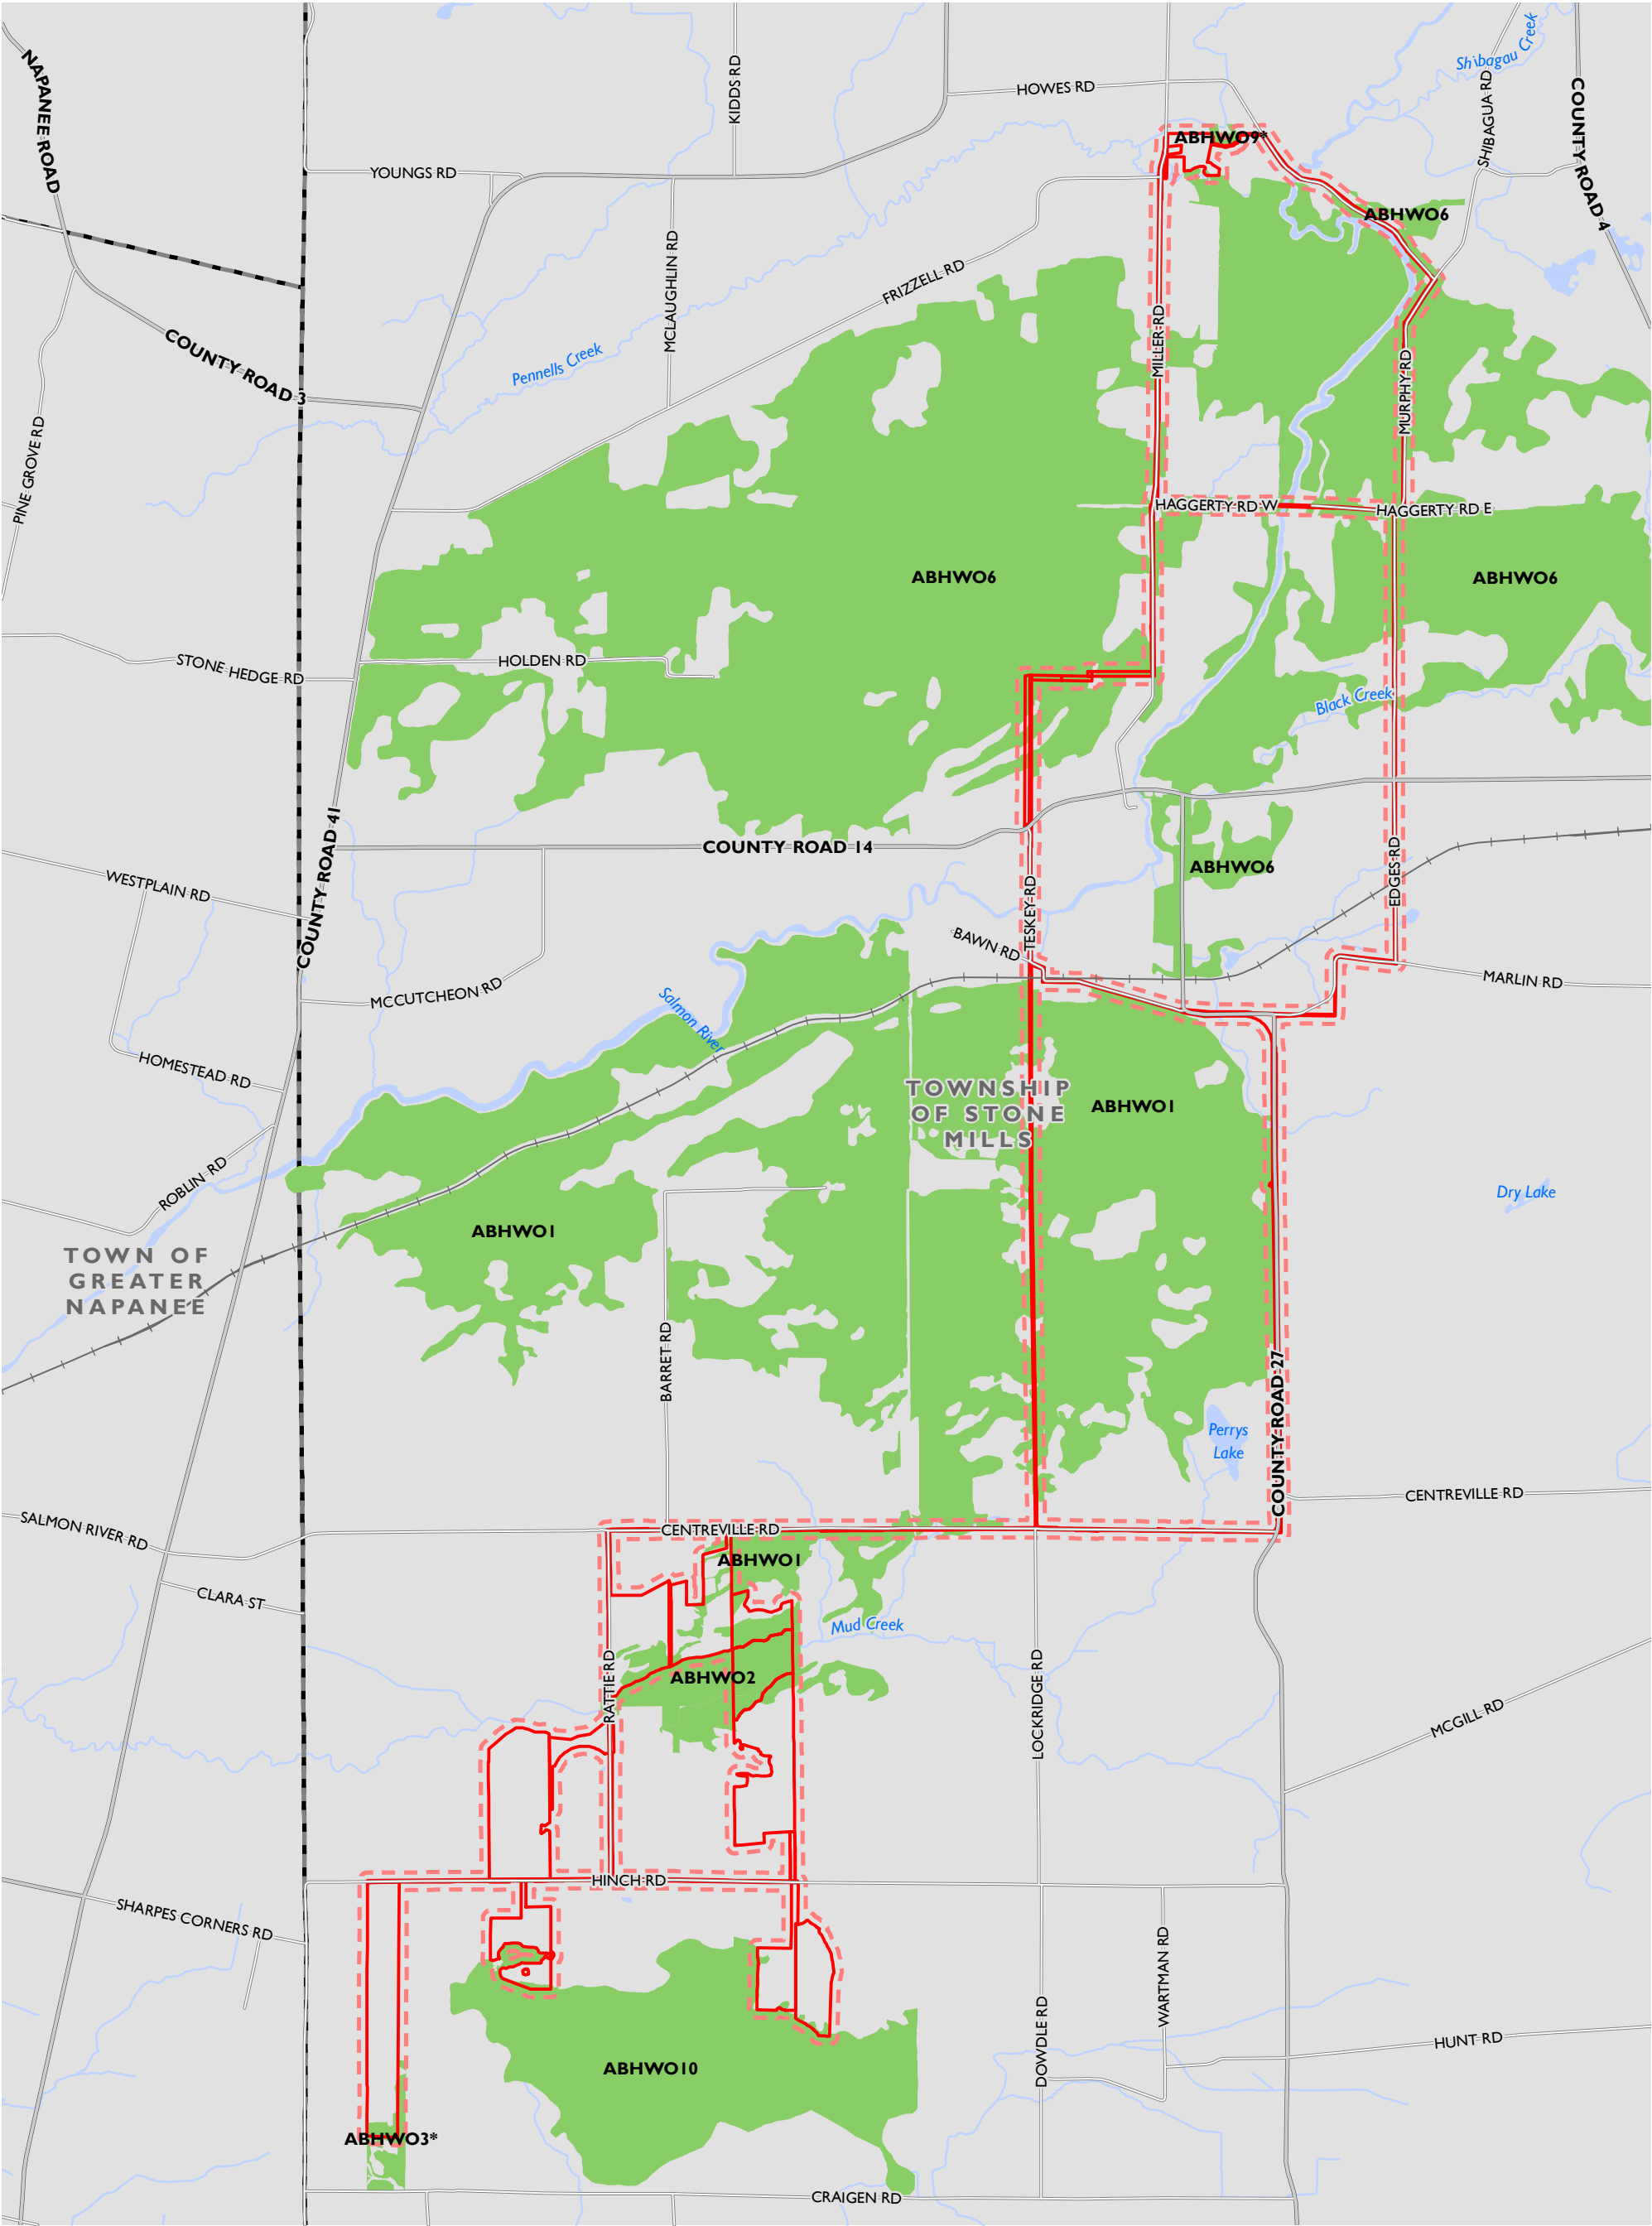 NAPANEE ROAD
KIDDS RD
HOWES RD
Shibagau Creek
SHIBAGUA RD
COUNTY ROAD 4
ABHWO9*
YOUNGS RD
ABHWO6
MCLAUGHLIN RD
FRIZZELL RD
MILLER RD
COUNTY ROAD 3
Pennells Creek
MURPHY RD
PINE GROVE RD
HAGGERTY RD W
HAGGERTY RD E
ABHWO6
ABHWO6
STONE HEDGE RD
HOLDEN RD
Black Creek
COUNTY ROAD 41
COUNTY ROAD 14
ABHWO6
EDGES RD
WESTPLAIN RD
TESKEY RD
BAWN RD
MARLIN RD
MCCUTCHEON RD
Salmon River
HOMESTEAD RD
TOWNSHIP
OF STONE
MILLS
ABHWO1
ROBLIN RD
Dry Lake
ABHWO1
TOWN OF
GREATER
NAPANEE
BARRET RD
COUNTY ROAD 27
Perrys
Lake
CENTREVILLE RD
SALMON RIVER RD
CENTREVILLE RD
ABHWO1
CLARA ST
Mud Creek
RATTIE RD
ABHWO2
LOCKRIDGE RD
MCGILL RD
HINCH RD
SHARPES CORNERS RD
WARTMAN RD
DOWDLE RD
HUNT RD
ABHWO10
ABHWO3*
CRAIGEN RD